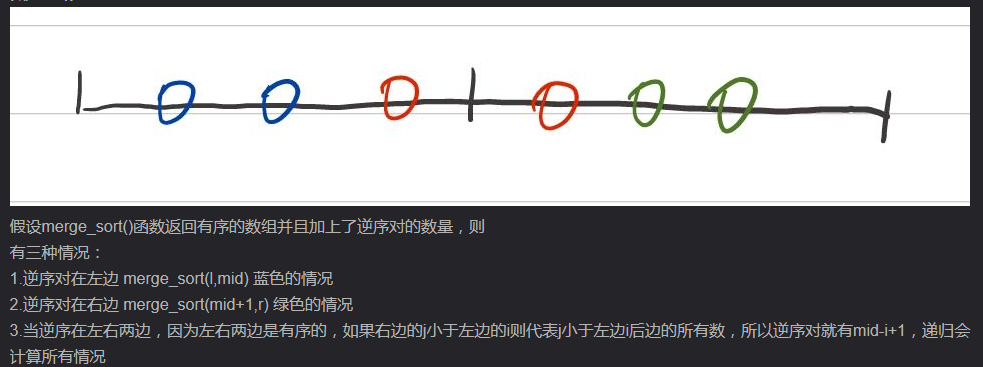 假设merge_sort()函数返回有序的数组并且加上了逆序对的数量，则
有三种情况：
1.逆序对在左边 merge_sort(l,mid) 蓝色的情况
2.逆序对在右边 merge_sort(mid+1,r) 绿色的情况
3.当逆序在左右两边，因为左右两边是有序的，如果右边的j小于左边的i则代表j小于左边i后边的所有数，所以逆序对就有mid-i+1，递归会
计算所有情况